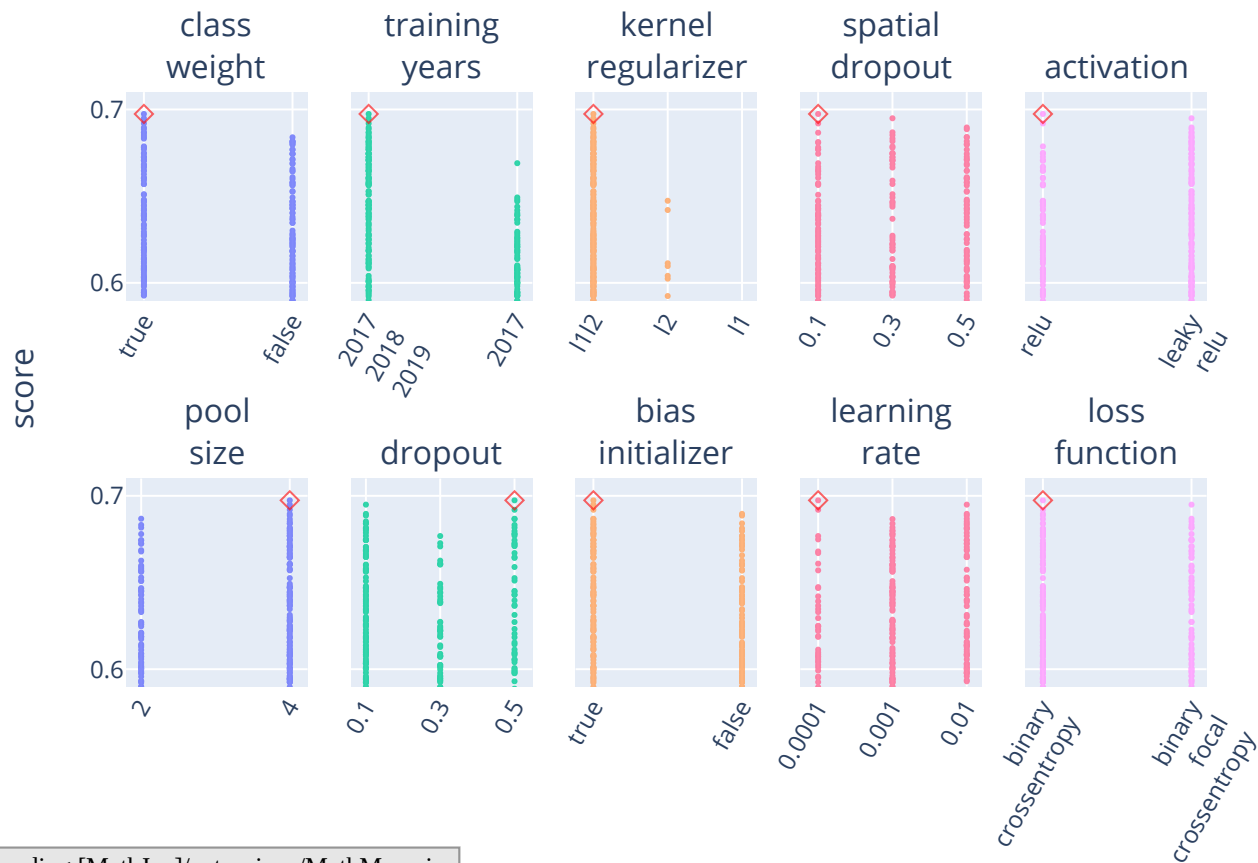 class
weight
training
years
kernel
regularizer
spatial
dropout
activation
0.7
0.6
true
false
2017
2018
2019
2017
l1l2
l2
l1
0.1
0.3
0.5
relu
leaky
relu
score
pool
size
dropout
bias
initializer
learning
rate
loss
function
0.7
0.6
2
4
0.1
0.3
0.5
true
false
0.0001
0.001
0.01
binary
crossentropy
binary
focal
crossentropy